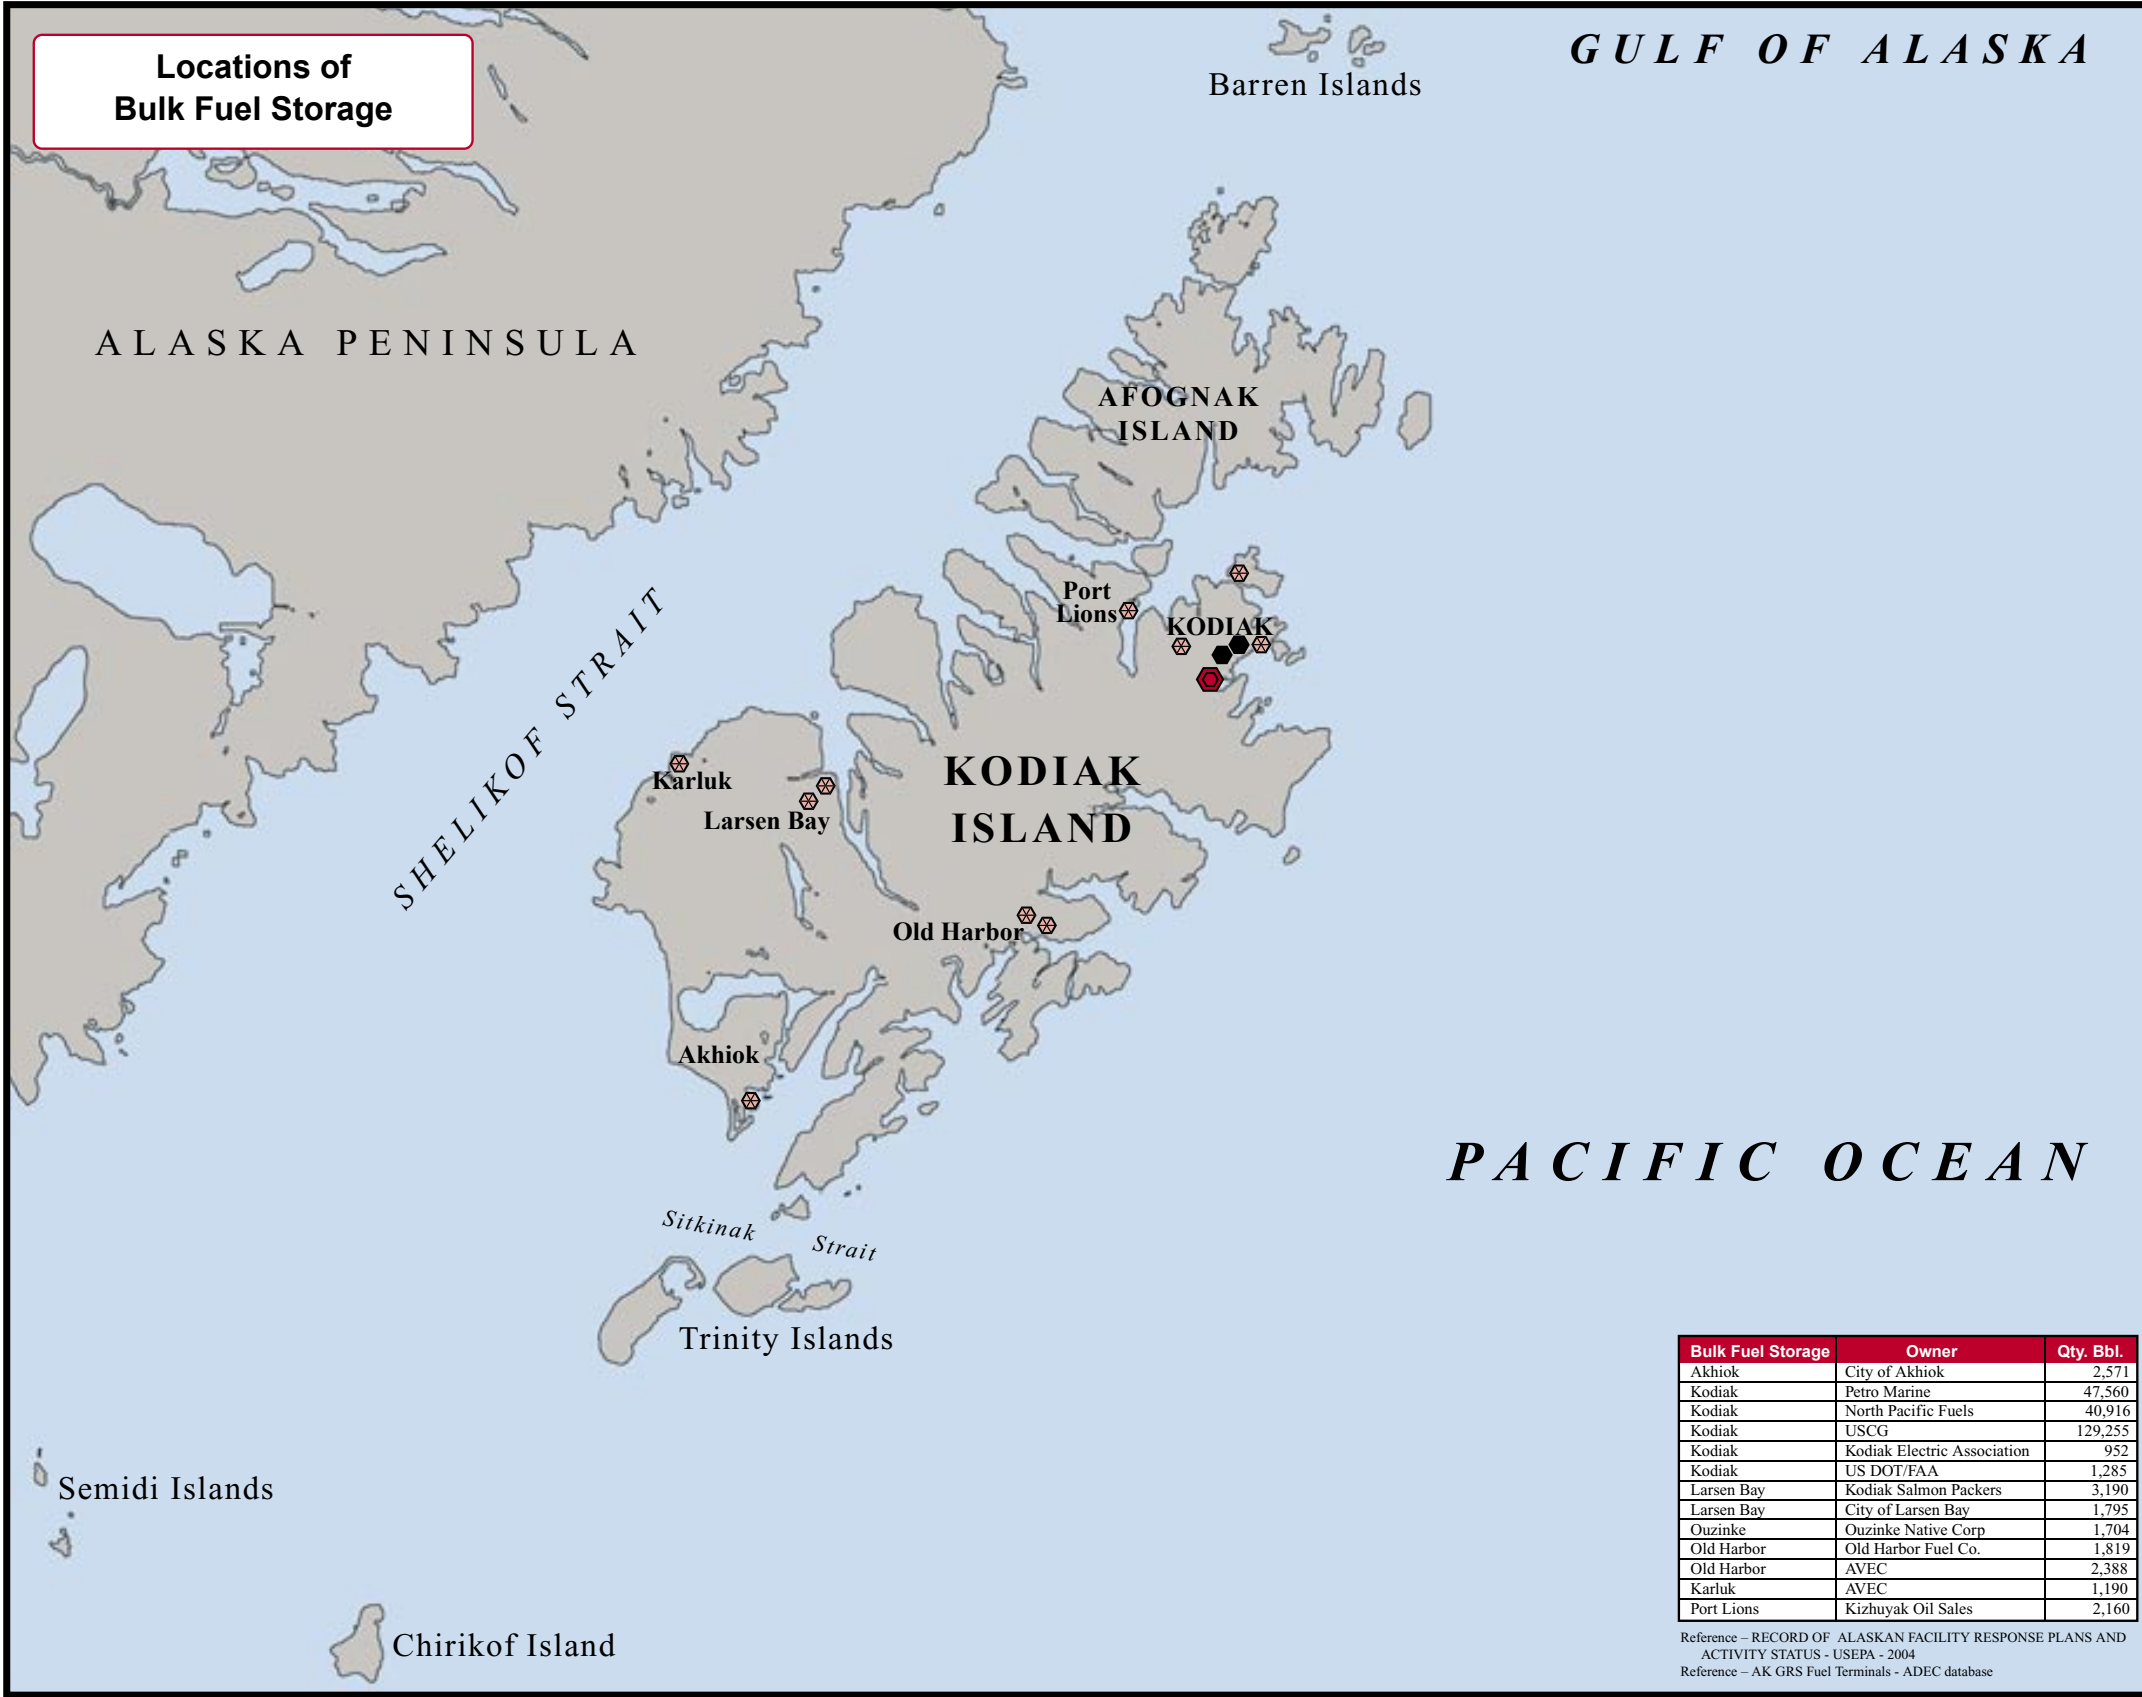 Locations of
Bulk Fuel Storage
GULF OF ALASKA
Barren Islands
ALASKA PENINSULA
AFOGNAK
ISLAND
Port
Lions
KODIAK
SHELIKOF STRAIT
Karluk
Larsen Bay
KODIAK
ISLAND
Old Harbor
Akhiok
PACIFIC OCEAN
Sitkinak Strait
Trinity Islands
Semidi Islands
Chirikof Island
Bulk Fuel Storage Owner Qty. Bbl.
Akhiok City of Akhiok 2,571
Kodiak Petro Marine 47,560
Kodiak North Pacific Fuels 40,916
Kodiak USCG 129,255
Kodiak Kodiak Electric Association 952
Kodiak US DOT/FAA 1,285
Larsen Bay Kodiak Salmon Packers 3,190
Larsen Bay City of Larsen Bay 1,795
Ouzinke Ouzinke Native Corp 1,704
Old Harbor Old Harbor Fuel Co. 1,819
Old Harbor AVEC 2,388
Karluk AVEC 1,190
Port Lions Kizhuyak Oil Sales 2,160
Reference – RECORD OF ALASKAN FACILITY RESPONSE PLANS AND
ACTIVITY STATUS - USEPA - 2004
Reference – AK GRS Fuel Terminals - ADEC database